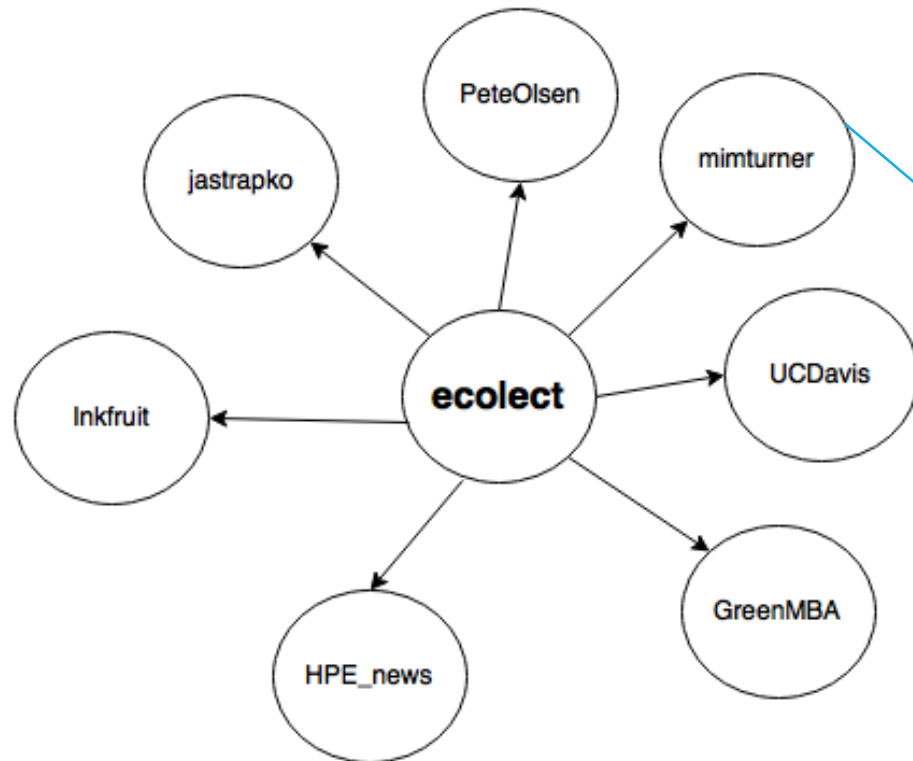 PeteOlsen
mimturner
jastrapko
UCDavis
ecolect
Inkfruit
GreenMBA
HPE_news